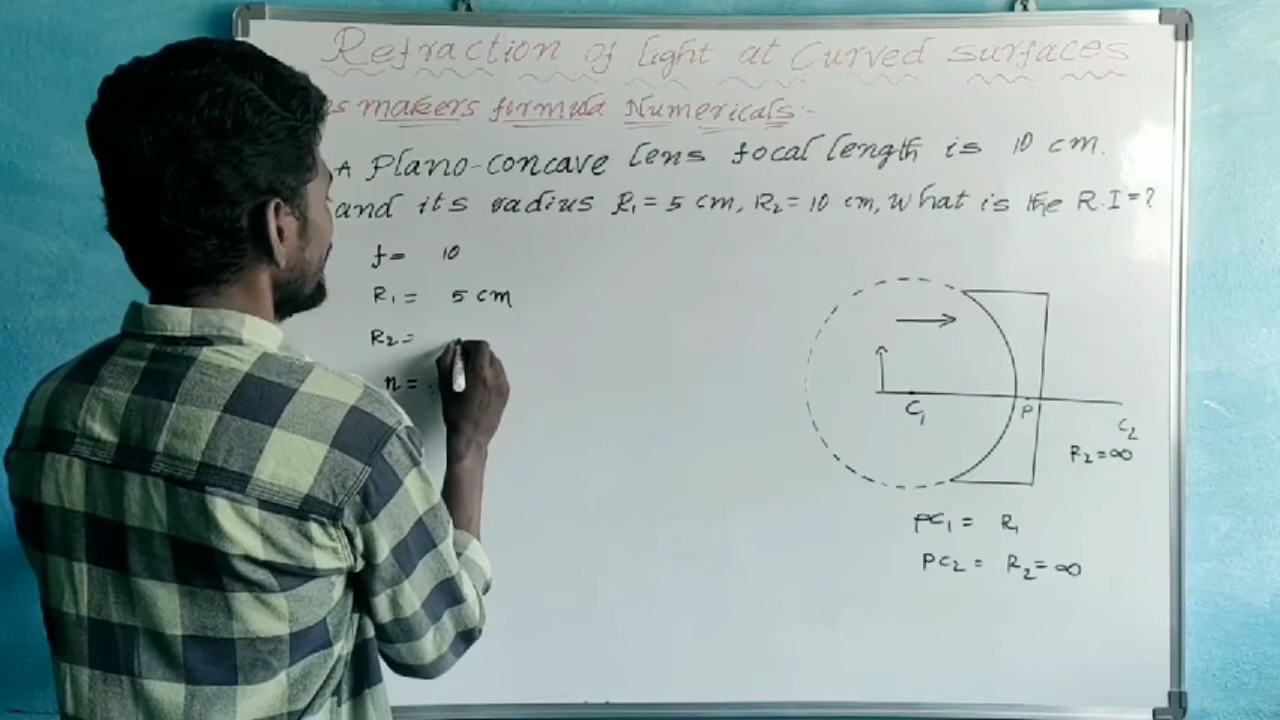 Refraction of light at Curved surfaces
makers formula Numericals:-
A Plano-concave lens focal length is 10 cm.
and its radius R₁ = 5 cm, R₂ = 10 cm, What is the R.I = ?
f = 10
R₁ = 5 cm
R₂ =
n =
C₁
P
C₂
R₂ = ∞
PC₁ = R₁
PC₂ = R₂ = ∞